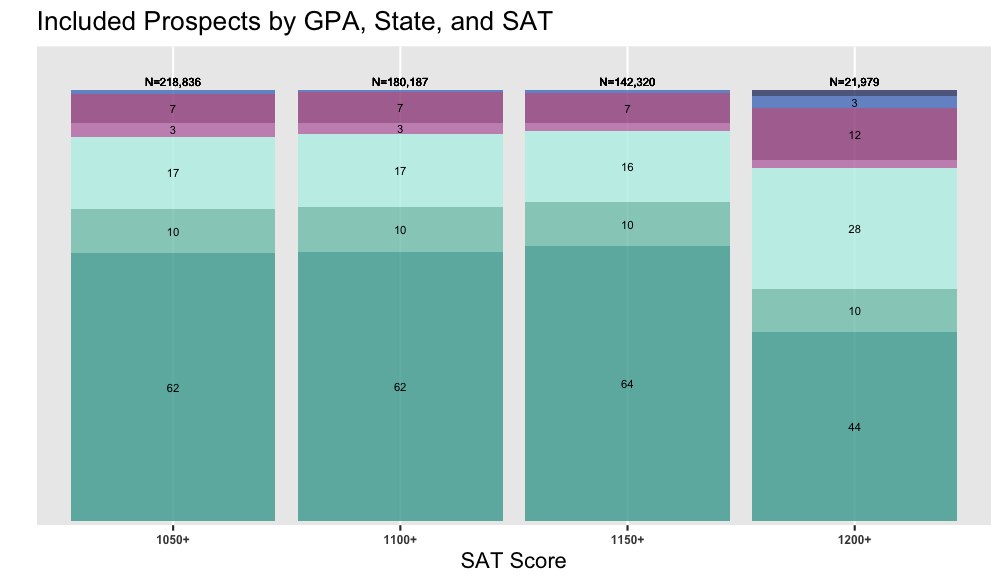 Included Prospects by GPA, State, and SAT
N=218,836 N=180,187 N=142,320 N=21,979
7 7 7 3
3 3 12
17 17 16 28
10 10 10 10
62 62 64 44
1050+ 1100+ 1150+ 1200+
SAT Score